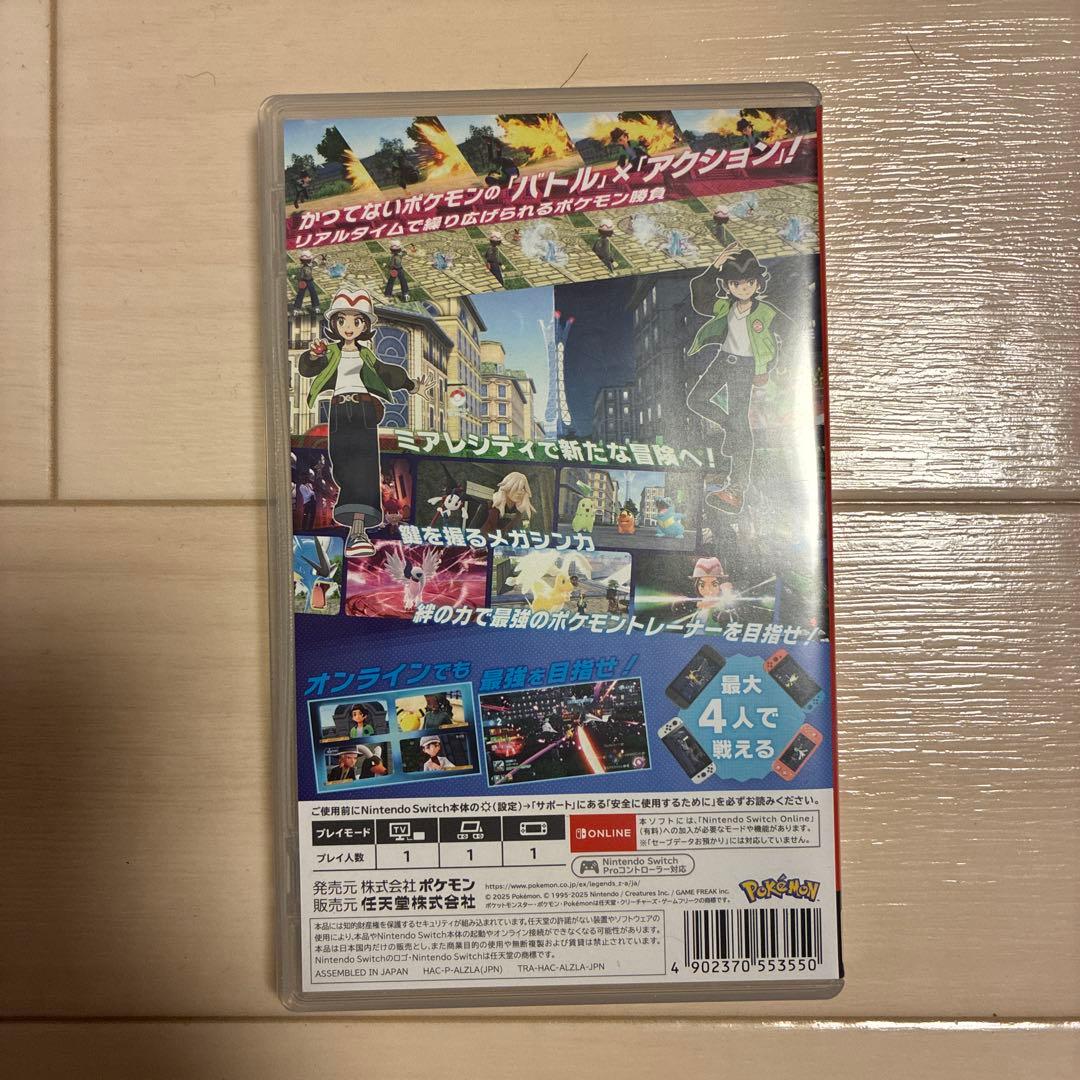 かつてないポケモンの「バトル」×「アクション」!
リアルタイムで繰り広げられるポケモン勝負
ミアレシティで新たな冒険へ!
鍵を握るメガシンカ
絆の力で最強のポケモントレーナーを目指せ!
オンラインでも 最強を目指せ!
最大
4人で
戦える
ご使用前にNintendo Switch本体の(設定)→「サポート」にある「安全に使用するために」を必ずお読みください。
プレイモード TV
プレイ人数 1 1 1
ONLINE
本ソフトには、「Nintendo Switch Online」
(有料)への加入が必要なモードや機能があります。
※「セーブデータお預かり」には対応していません。
Nintendo Switch
Proコントローラー対応
発売元 株式会社ポケモン
販売元 任天堂株式会社
https://www.pokemon.co.jp/ex/legends_z-a/ja/
© 2025 Pokémon. © 1995-2025 Nintendo / Creatures Inc. / GAME FREAK inc.
ポケットモンスター・ポケモン・Pokémonは任天堂・クリーチャーズ・ゲームフリークの商標です。
POKéMON
本品には知的財産権を保護するセキュリティが組み込まれています。任天堂の許諾がない装置やソフトウェアの
使用により、本品やNintendo Switch本体の起動やオンライン接続ができなくなる可能性があります。
本品は日本国内だけの販売とし、また商業目的の使用や無断複製および賃貸は禁止されています。
Nintendo Switchのロゴ・Nintendo Switchは任天堂の商標です。
ASSEMBLED IN JAPAN HAC-P-ALZLA(JPN) TRA-HAC-ALZLA-JPN
4 902370 553550